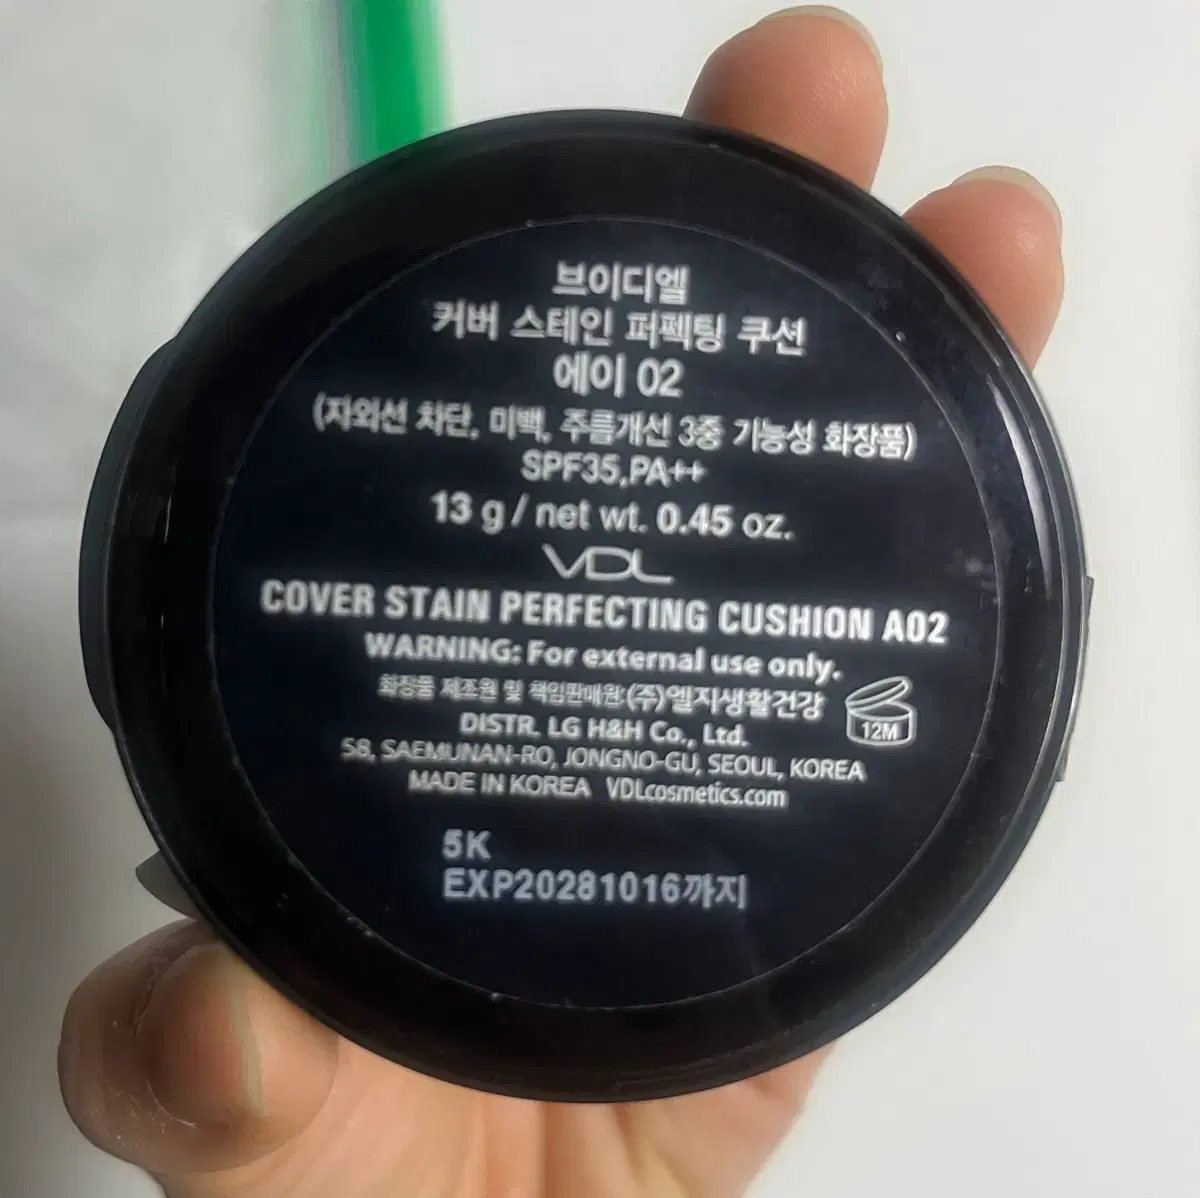 브이디엘
커버 스테인 퍼펙팅 쿠션
에이 02
(자외선 차단, 미백, 주름개선 3중 기능성 화장품)
SPF35,PA++
13 g / net wt. 0.45 oz.
VDL
COVER STAIN PERFECTING CUSHION A02
WARNING: For external use only.
화장품 제조원 및 책임판매원:(주)엘지생활건강
12M
DISTR. LG H&H Co., Ltd.
58, SAEMUNAN-RO, JONGNO-GU, SEOUL, KOREA
MADE IN KOREA VDLcosmetics.com
5K
EXP20281016까지